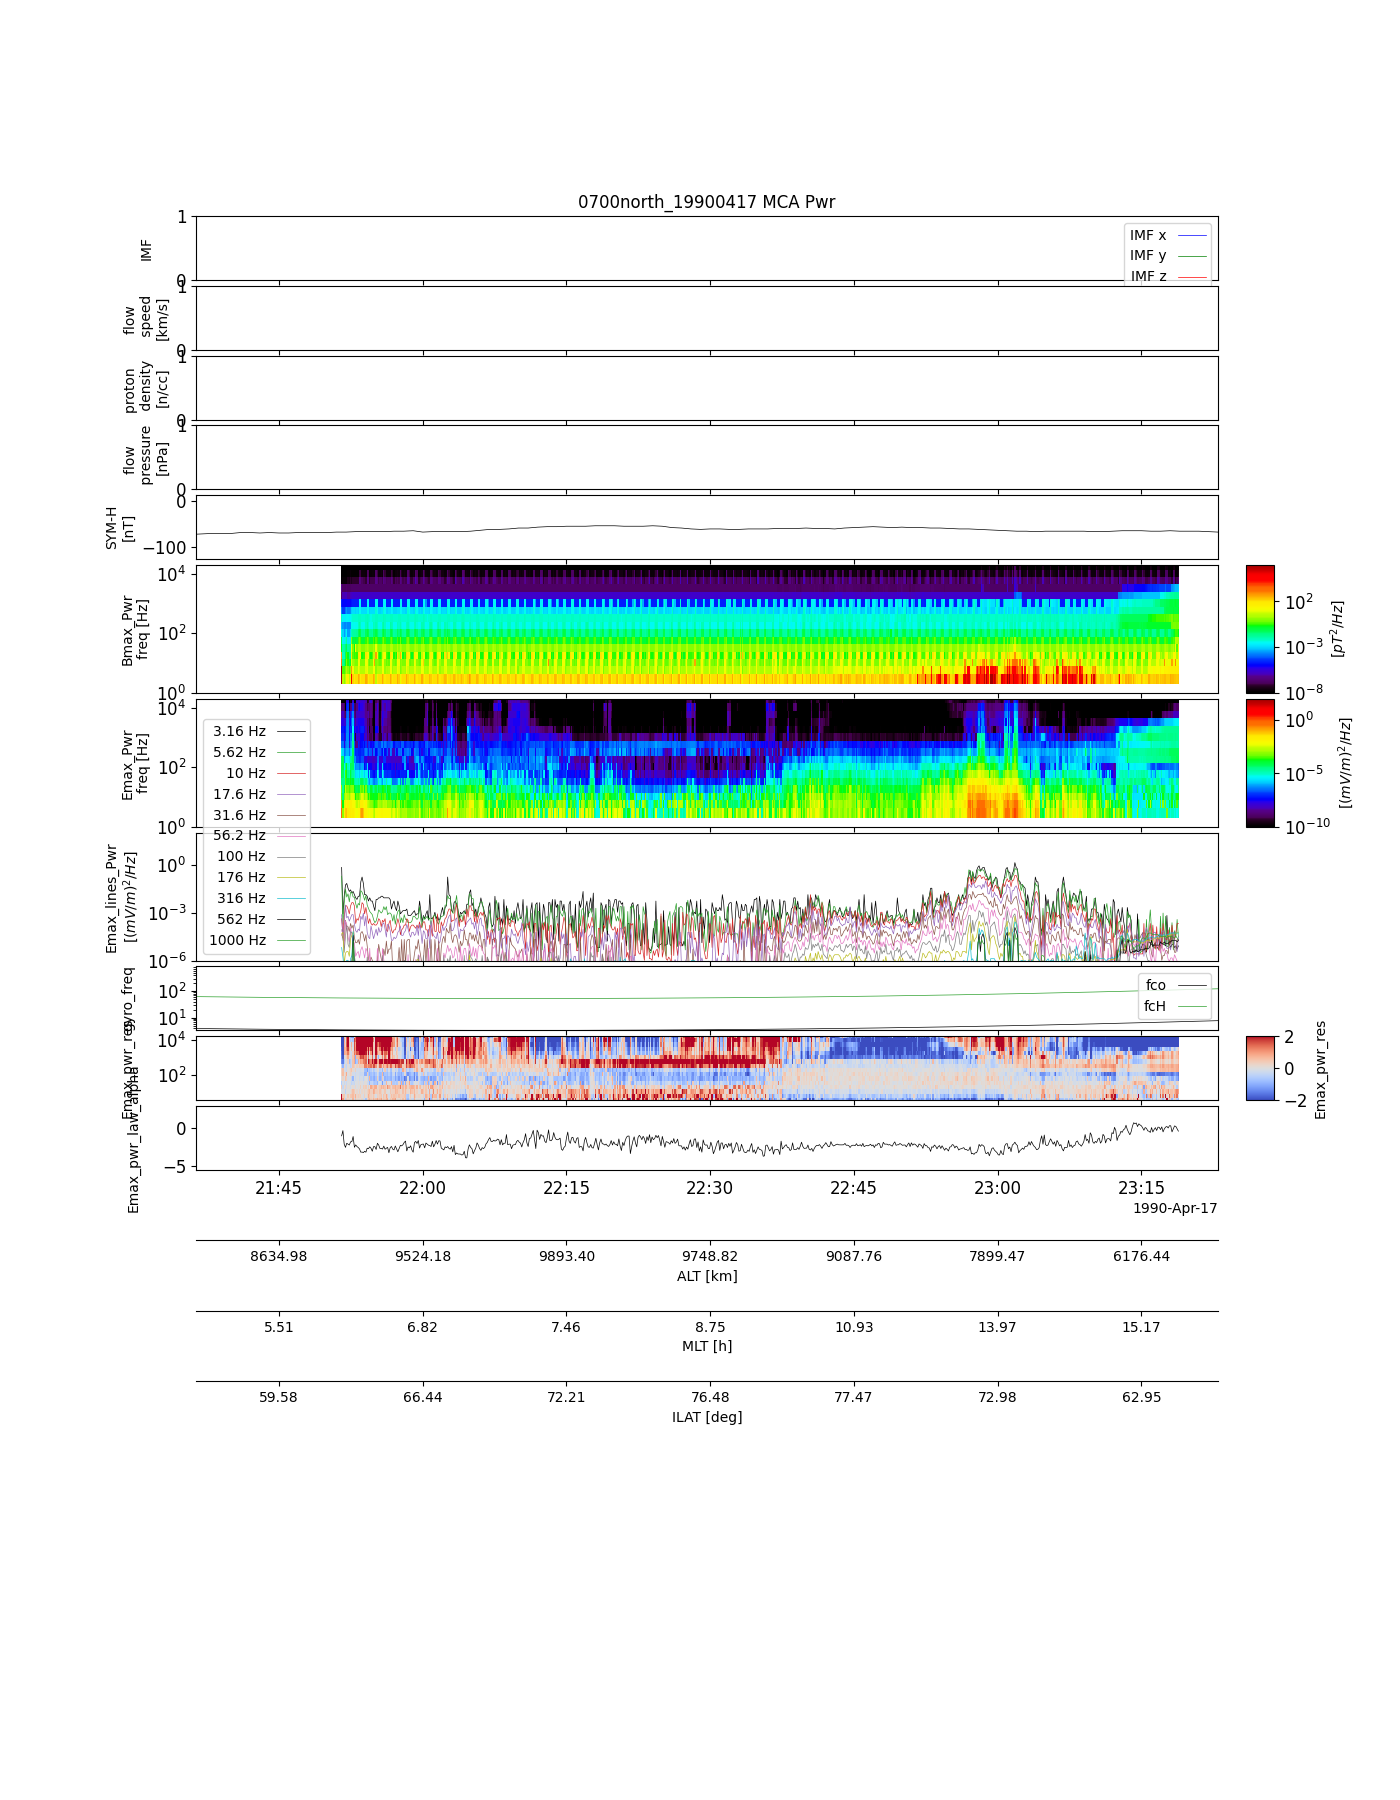 0700north_19900417 MCA Pwr
1
0
IMF
IMF x
IMF y
IMF z
1
0
flow
speed
[km/s]
1
0
proton
density
[n/cc]
1
0
flow
pressure
[nPa]
0
−100
SYM-H
[nT]
10^4
10^2
10^0
Bmax_Pwr
freq [Hz]
10^2
10^−3
10^−8
[pT^2/Hz]
10^4
10^2
10^0
Emax_Pwr
freq [Hz]
10^0
10^−5
10^−10
[(mV/m)^2/Hz]
3.16 Hz
5.62 Hz
10 Hz
17.6 Hz
31.6 Hz
56.2 Hz
100 Hz
176 Hz
316 Hz
562 Hz
1000 Hz
10^0
10^−3
10^−6
Emax_lines_Pwr
[(mV/m)^2/Hz]
10^2
10^1
gyro_freq
fco
fcH
10^4
10^2
Emax_pwr_res
2
0
−2
Emax_pwr_res
0
−5
Emax_pwr_law_alpha
21:45 22:00 22:15 22:30 22:45 23:00 23:15
1990-Apr-17
8634.98 9524.18 9893.40 9748.82 9087.76 7899.47 6176.44
ALT [km]
5.51 6.82 7.46 8.75 10.93 13.97 15.17
MLT [h]
59.58 66.44 72.21 76.48 77.47 72.98 62.95
ILAT [deg]